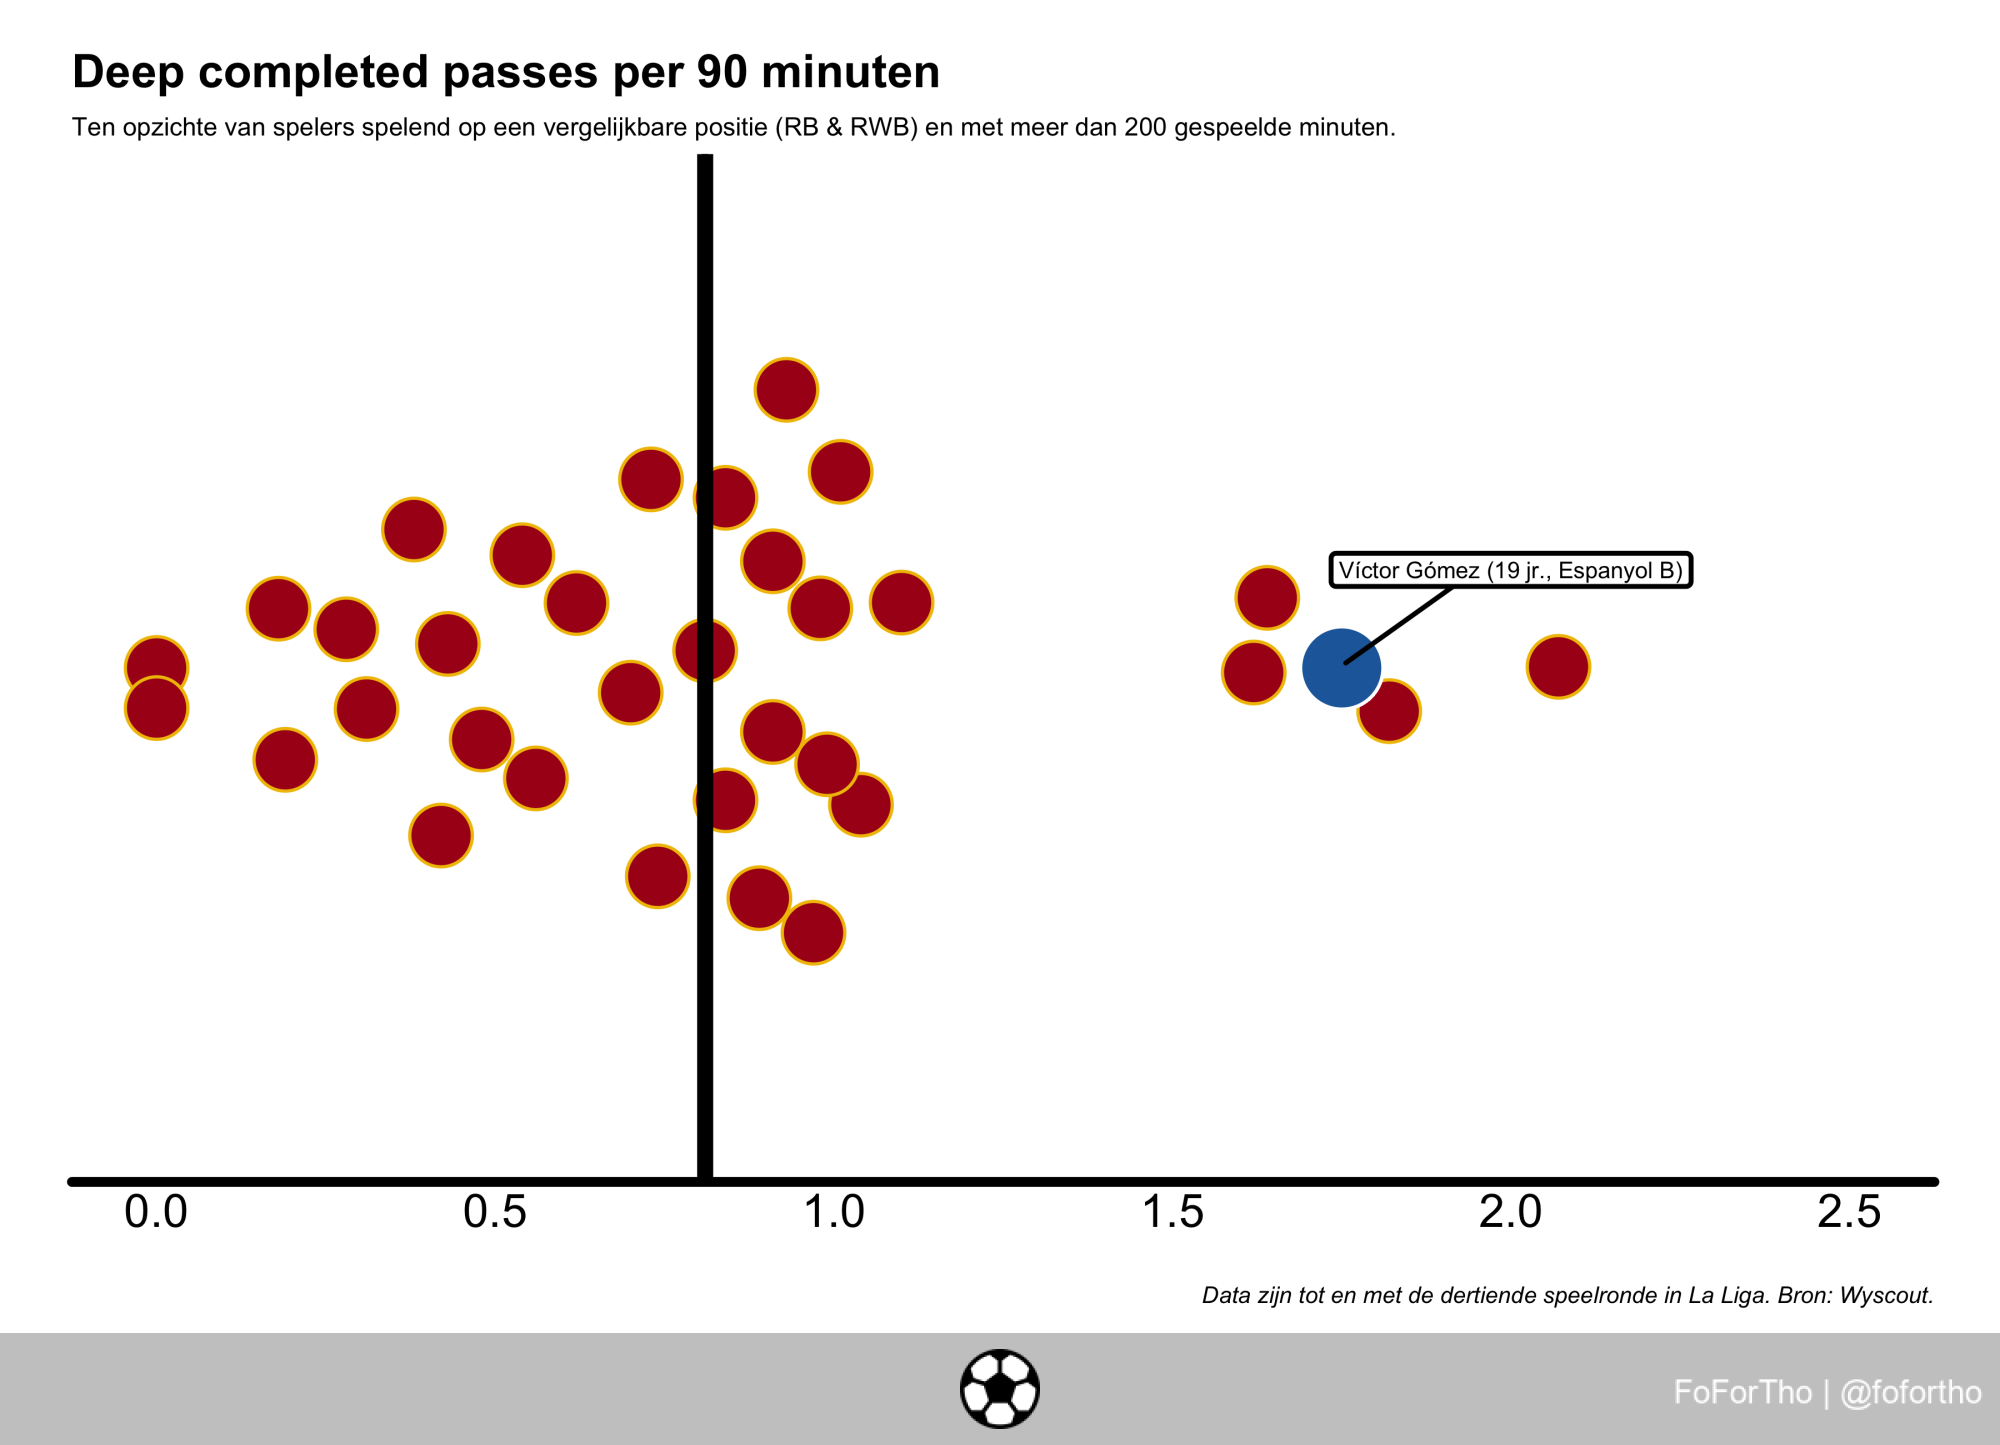 Deep completed passes per 90 minuten
Ten opzichte van spelers spelend op een vergelijkbare positie (RB & RWB) en met meer dan 200 gespeelde minuten.
Víctor Gómez (19 jr., Espanyol B)
0.0 0.5 1.0 1.5 2.0 2.5
Data zijn tot en met de dertiende speelronde in La Liga. Bron: Wyscout.
FoForTho | @fofortho